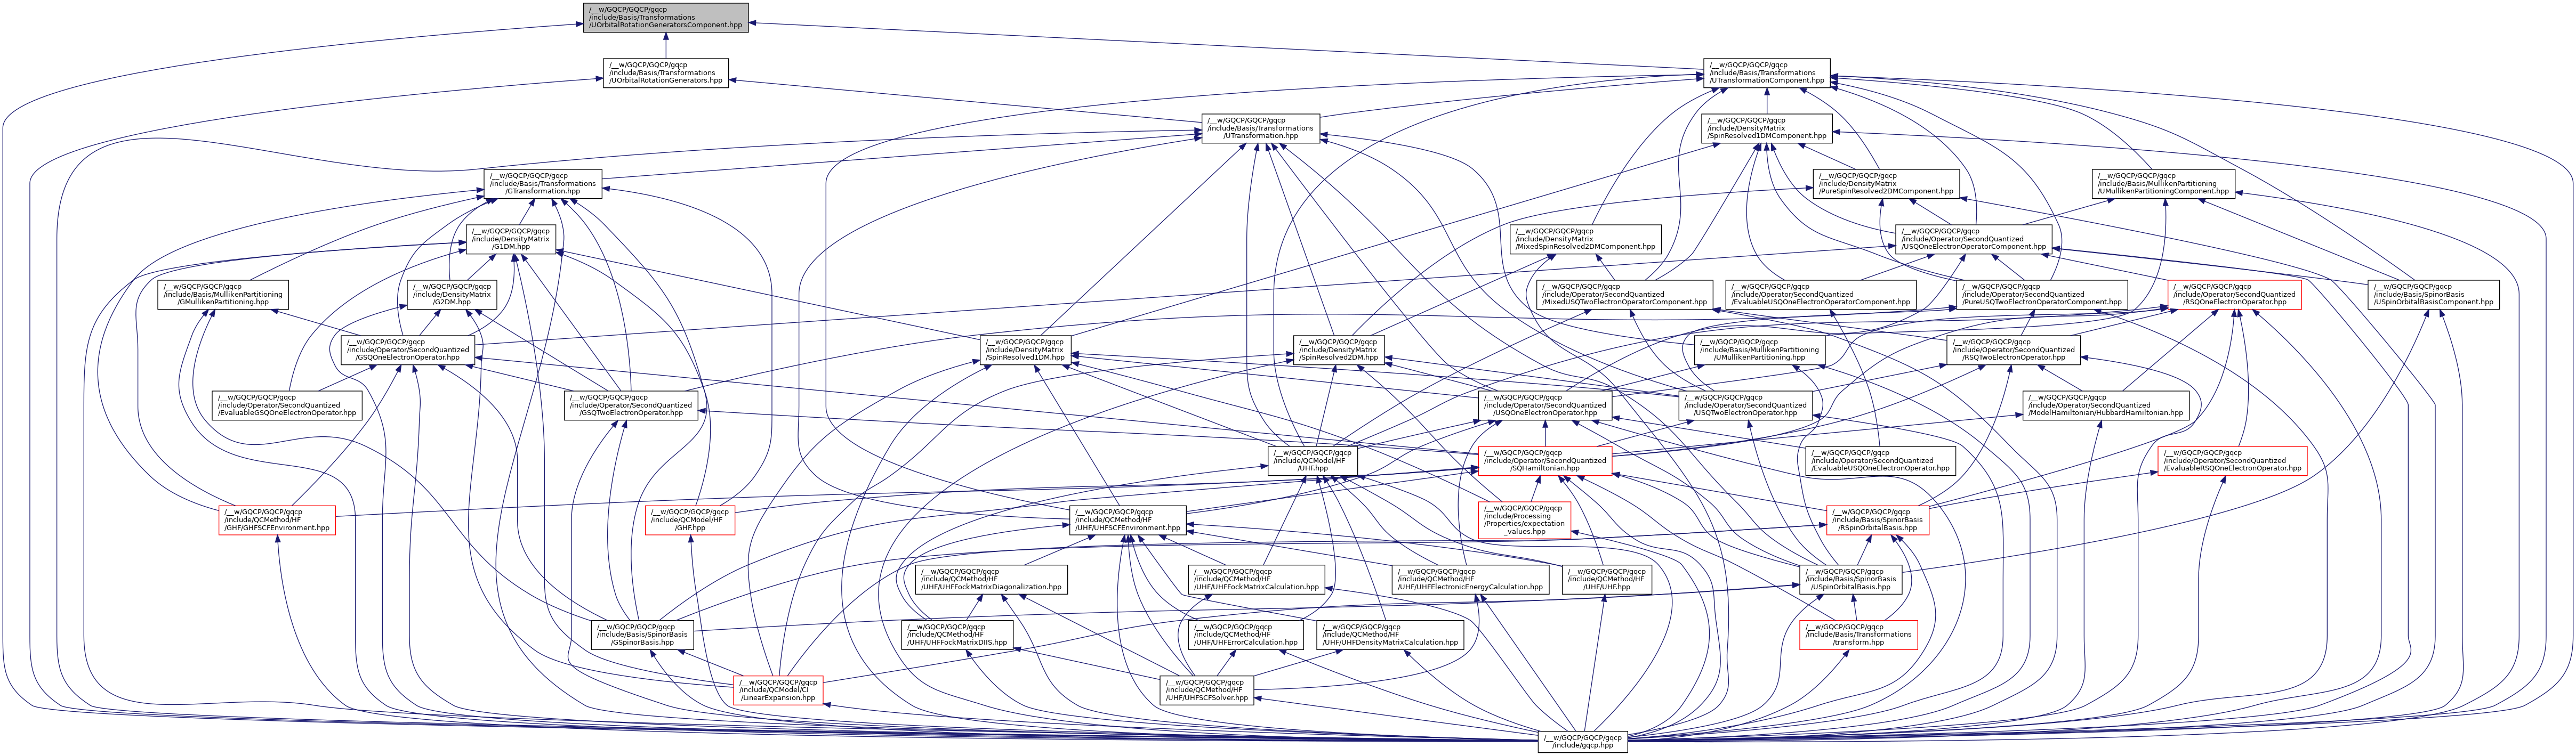 /__w/GQCP/GQCP/gqcp
/include/Basis/Transformations
/UOrbitalRotationGeneratorsComponent.hpp
/__w/GQCP/GQCP/gqcp
/include/Basis/Transformations
/UOrbitalRotationGenerators.hpp
/__w/GQCP/GQCP/gqcp
/include/Basis/Transformations
/UTransformationComponent.hpp
/__w/GQCP/GQCP/gqcp
/include/Basis/Transformations
/UTransformation.hpp
/__w/GQCP/GQCP/gqcp
/include/DensityMatrix
/SpinResolved1DMComponent.hpp
/__w/GQCP/GQCP/gqcp
/include/Basis/Transformations
/GTransformation.hpp
/__w/GQCP/GQCP/gqcp
/include/DensityMatrix
/PureSpinResolved2DMComponent.hpp
/__w/GQCP/GQCP/gqcp
/include/Basis/MullikenPartitioning
/UMullikenPartitioningComponent.hpp
/__w/GQCP/GQCP/gqcp
/include/DensityMatrix
/G1DM.hpp
/__w/GQCP/GQCP/gqcp
/include/DensityMatrix
/MixedSpinResolved2DMComponent.hpp
/__w/GQCP/GQCP/gqcp
/include/Operator/SecondQuantized
/USQOneElectronOperatorComponent.hpp
/__w/GQCP/GQCP/gqcp
/include/Basis/MullikenPartitioning
/GMullikenPartitioning.hpp
/__w/GQCP/GQCP/gqcp
/include/DensityMatrix
/G2DM.hpp
/__w/GQCP/GQCP/gqcp
/include/Operator/SecondQuantized
/MixedUSQTwoElectronOperatorComponent.hpp
/__w/GQCP/GQCP/gqcp
/include/Operator/SecondQuantized
/EvaluableUSQOneElectronOperatorComponent.hpp
/__w/GQCP/GQCP/gqcp
/include/Operator/SecondQuantized
/PureUSQTwoElectronOperatorComponent.hpp
/__w/GQCP/GQCP/gqcp
/include/Operator/SecondQuantized
/RSQOneElectronOperator.hpp
/__w/GQCP/GQCP/gqcp
/include/Basis/SpinorBasis
/USpinOrbitalBasisComponent.hpp
/__w/GQCP/GQCP/gqcp
/include/Operator/SecondQuantized
/GSQOneElectronOperator.hpp
/__w/GQCP/GQCP/gqcp
/include/DensityMatrix
/SpinResolved1DM.hpp
/__w/GQCP/GQCP/gqcp
/include/DensityMatrix
/SpinResolved2DM.hpp
/__w/GQCP/GQCP/gqcp
/include/Basis/MullikenPartitioning
/UMullikenPartitioning.hpp
/__w/GQCP/GQCP/gqcp
/include/Operator/SecondQuantized
/RSQTwoElectronOperator.hpp
/__w/GQCP/GQCP/gqcp
/include/Operator/SecondQuantized
/EvaluableGSQOneElectronOperator.hpp
/__w/GQCP/GQCP/gqcp
/include/Operator/SecondQuantized
/GSQTwoElectronOperator.hpp
/__w/GQCP/GQCP/gqcp
/include/Operator/SecondQuantized
/USQOneElectronOperator.hpp
/__w/GQCP/GQCP/gqcp
/include/Operator/SecondQuantized
/USQTwoElectronOperator.hpp
/__w/GQCP/GQCP/gqcp
/include/Operator/SecondQuantized
/ModelHamiltonian/HubbardHamiltonian.hpp
/__w/GQCP/GQCP/gqcp
/include/QCModel/HF
/UHF.hpp
/__w/GQCP/GQCP/gqcp
/include/Operator/SecondQuantized
/SQHamiltonian.hpp
/__w/GQCP/GQCP/gqcp
/include/Operator/SecondQuantized
/EvaluableUSQOneElectronOperator.hpp
/__w/GQCP/GQCP/gqcp
/include/Operator/SecondQuantized
/EvaluableRSQOneElectronOperator.hpp
/__w/GQCP/GQCP/gqcp
/include/QCMethod/HF
/GHF/GHFSCFEnvironment.hpp
/__w/GQCP/GQCP/gqcp
/include/QCModel/HF
/GHF.hpp
/__w/GQCP/GQCP/gqcp
/include/QCMethod/HF
/UHF/UHFSCFEnvironment.hpp
/__w/GQCP/GQCP/gqcp
/include/Processing
/Properties/expectation
_values.hpp
/__w/GQCP/GQCP/gqcp
/include/Basis/SpinorBasis
/RSpinOrbitalBasis.hpp
/__w/GQCP/GQCP/gqcp
/include/QCMethod/HF
/UHF/UHFFockMatrixDiagonalization.hpp
/__w/GQCP/GQCP/gqcp
/include/QCMethod/HF
/UHF/UHFFockMatrixCalculation.hpp
/__w/GQCP/GQCP/gqcp
/include/QCMethod/HF
/UHF/UHFElectronicEnergyCalculation.hpp
/__w/GQCP/GQCP/gqcp
/include/QCMethod/HF
/UHF/UHF.hpp
/__w/GQCP/GQCP/gqcp
/include/Basis/SpinorBasis
/USpinOrbitalBasis.hpp
/__w/GQCP/GQCP/gqcp
/include/Basis/SpinorBasis
/GSpinorBasis.hpp
/__w/GQCP/GQCP/gqcp
/include/QCMethod/HF
/UHF/UHFFockMatrixDIIS.hpp
/__w/GQCP/GQCP/gqcp
/include/QCMethod/HF
/UHF/UHFErrorCalculation.hpp
/__w/GQCP/GQCP/gqcp
/include/QCMethod/HF
/UHF/UHFDensityMatrixCalculation.hpp
/__w/GQCP/GQCP/gqcp
/include/Basis/Transformations
/transform.hpp
/__w/GQCP/GQCP/gqcp
/include/QCModel/CI
/LinearExpansion.hpp
/__w/GQCP/GQCP/gqcp
/include/QCMethod/HF
/UHF/UHFSCFSolver.hpp
/__w/GQCP/GQCP/gqcp
/include/gqcp.hpp